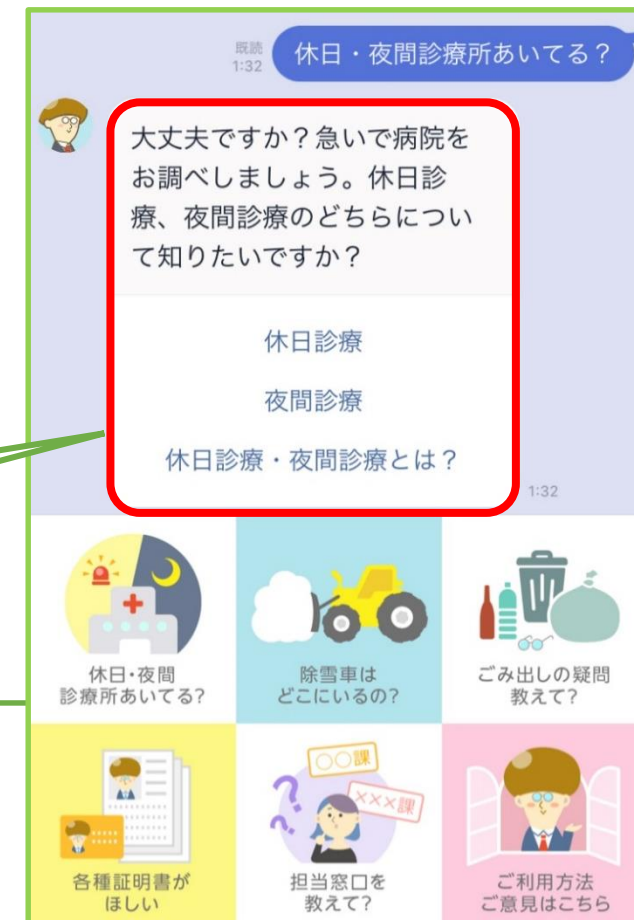 既読
1:32
休日・夜間診療所あいてる？
大丈夫ですか？急いで病院を
お調べしましょう。休日診
療、夜間診療のどちらについ
て知りたいですか？
休日診療
夜間診療
休日診療・夜間診療とは？
1:32
休日・夜間
診療所あいてる?
除雪車は
どこにいるの?
ごみ出しの疑問
教えて?
各種証明書が
ほしい
○○課
×××課
担当窓口を
教えて?
ご利用方法
ご意見はこちら